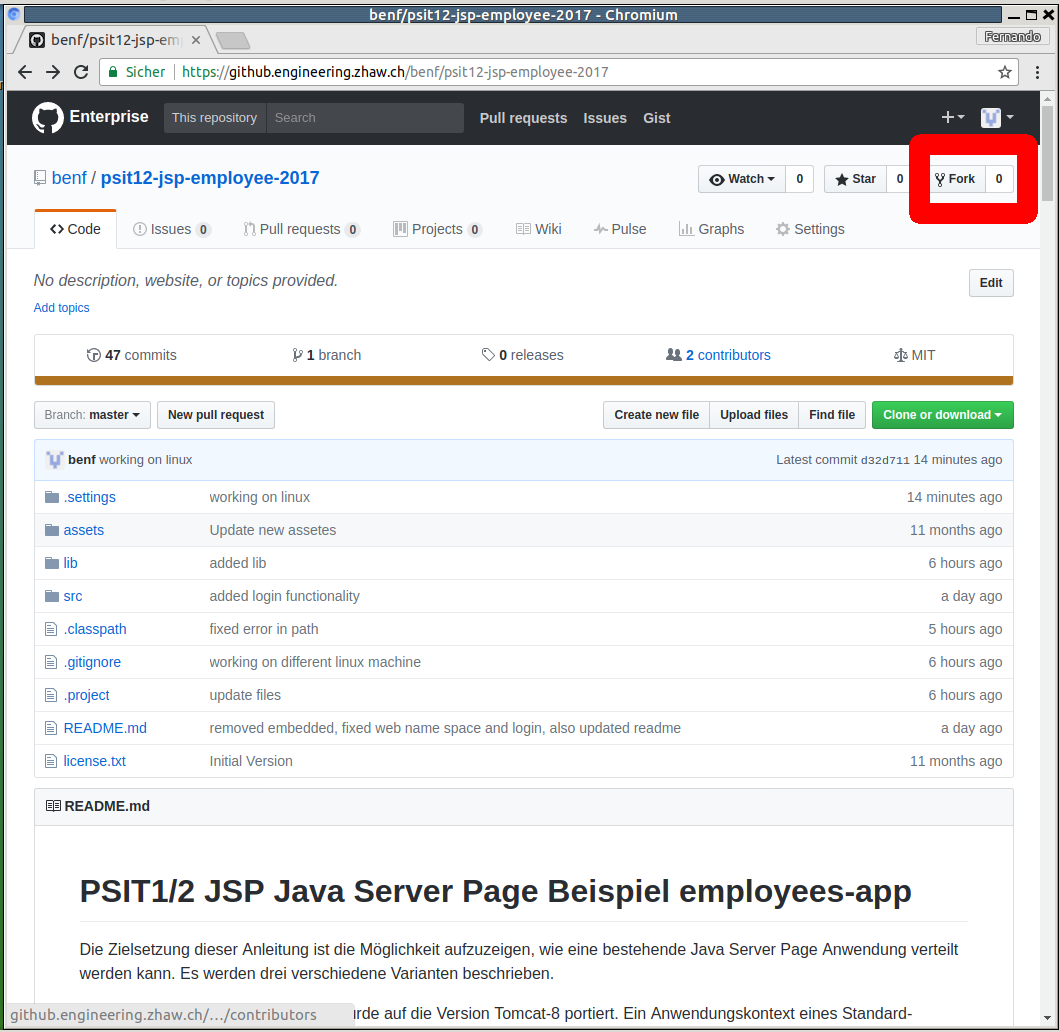 benf/psit12-jsp-employee-2017 - Chromium
benf/psit12-jsp-em
Fernando
Sicher https://github.engineering.zhaw.ch/benf/psit12-jsp-employee-2017
Enterprise This repository Search Pull requests Issues Gist
benf / psit12-jsp-employee-2017 Watch 0 Star 0 Fork 0
Code Issues 0 Pull requests 0 Projects 0 Wiki Pulse Graphs Settings
No description, website, or topics provided. Edit
Add topics
47 commits 1 branch 0 releases 2 contributors MIT
Branch: master New pull request Create new file Upload files Find file Clone or download
benf working on linux Latest commit d32d711 14 minutes ago
.settings working on linux 14 minutes ago
assets Update new assetes 11 months ago
lib added lib 6 hours ago
src added login functionality a day ago
.classpath fixed error in path 5 hours ago
.gitignore working on different linux machine 6 hours ago
.project update files 6 hours ago
README.md removed embedded, fixed web name space and login, also updated readme a day ago
license.txt Initial Version 11 months ago
README.md
PSIT1/2 JSP Java Server Page Beispiel employees-app
Die Zielsetzung dieser Anleitung ist die Möglichkeit aufzuzeigen, wie eine bestehende Java Server Page Anwendung verteilt
werden kann. Es werden drei verschiedene Varianten beschrieben.
rde auf die Version Tomcat-8 portiert. Ein Anwendungskontext eines Standard-
github.engineering.zhaw.ch/.../contributors